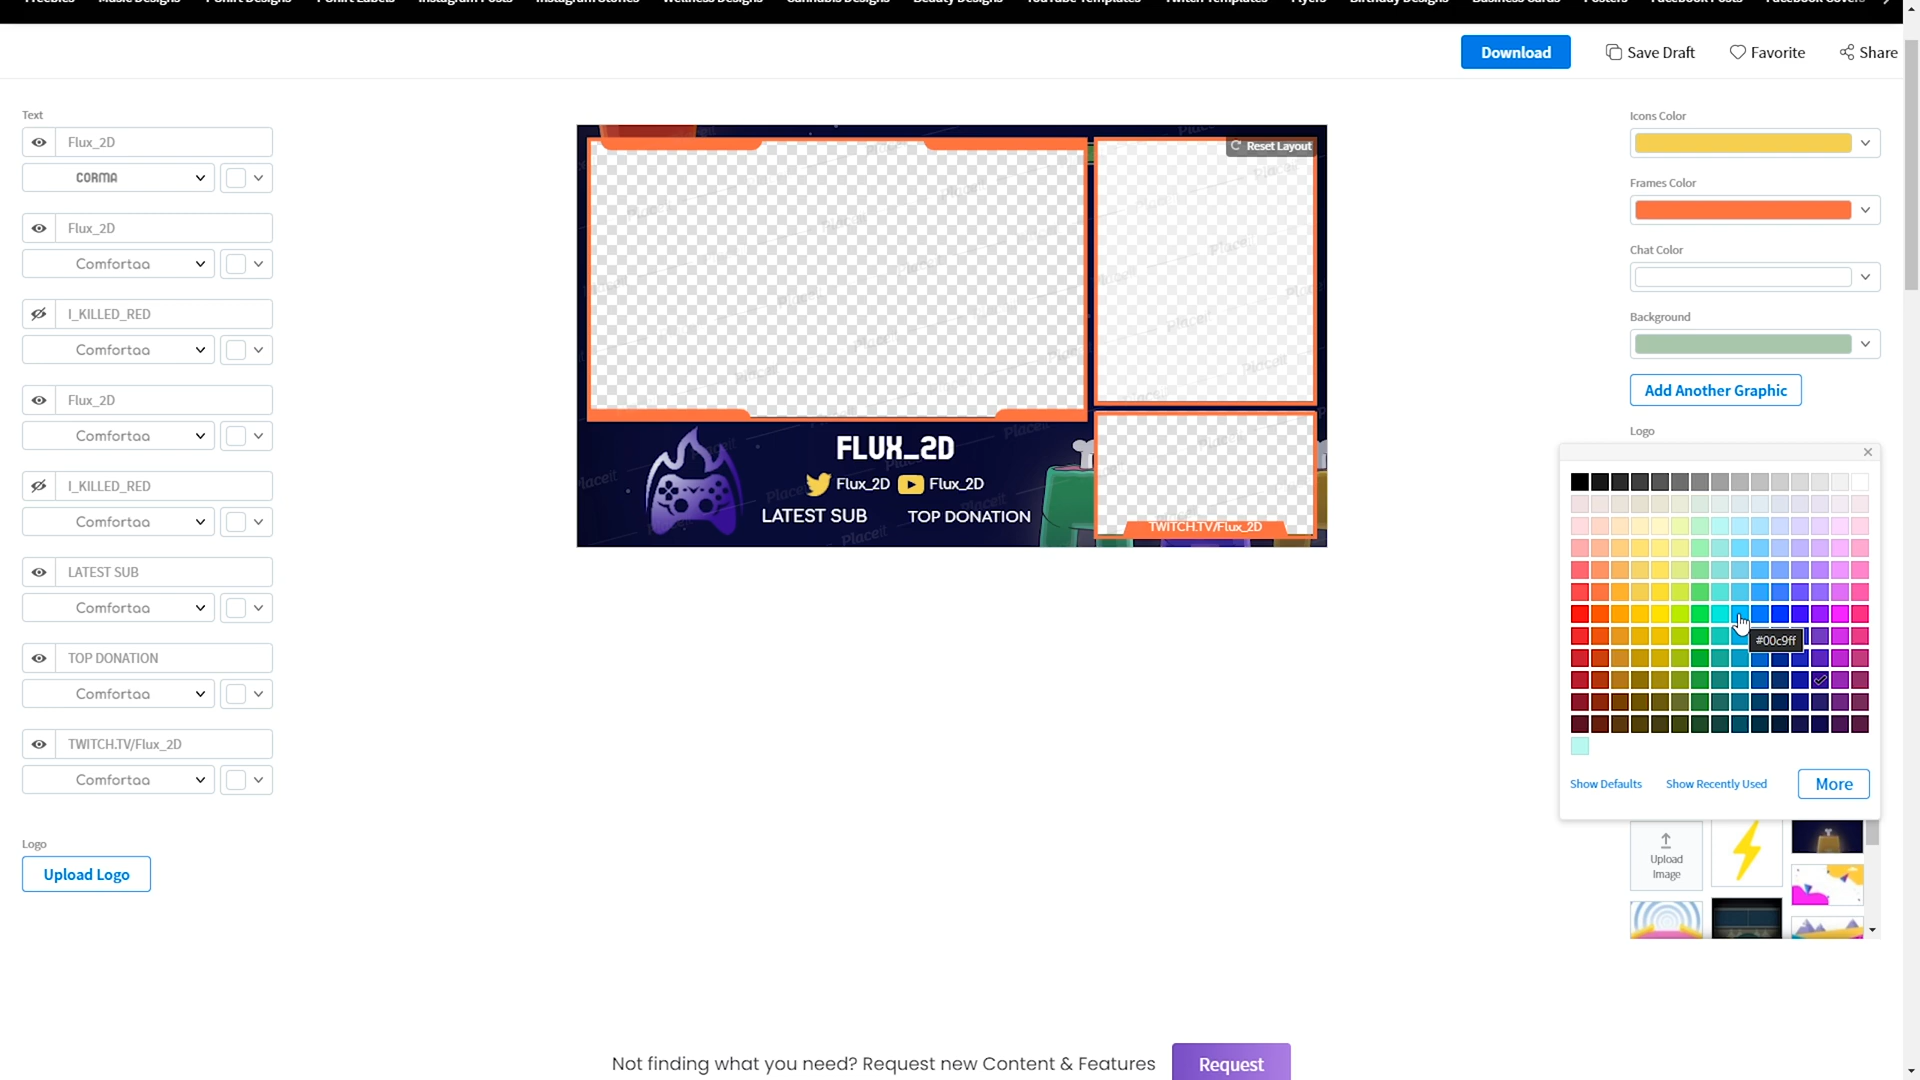 Download
Save Draft
Favorite
Share
Text
Flux_2D
CORMA
Flux_2D
Comfortaa
I_KILLED_RED
Comfortaa
Flux_2D
Comfortaa
I_KILLED_RED
Comfortaa
LATEST SUB
Comfortaa
TOP DONATION
Comfortaa
TWITCH.TV/Flux_2D
Comfortaa
Logo
Upload Logo
Reset Layout
Placeit
FLUX_2D
Flux_2D
Flux_2D
LATEST SUB
TOP DONATION
TWITCH.TV/Flux_2D
Icons Color
Frames Color
Chat Color
Background
Add Another Graphic
Logo
#00c9ff
Show Defaults
Show Recently Used
More
Upload
Image
Not finding what you need? Request new Content & Features
Request